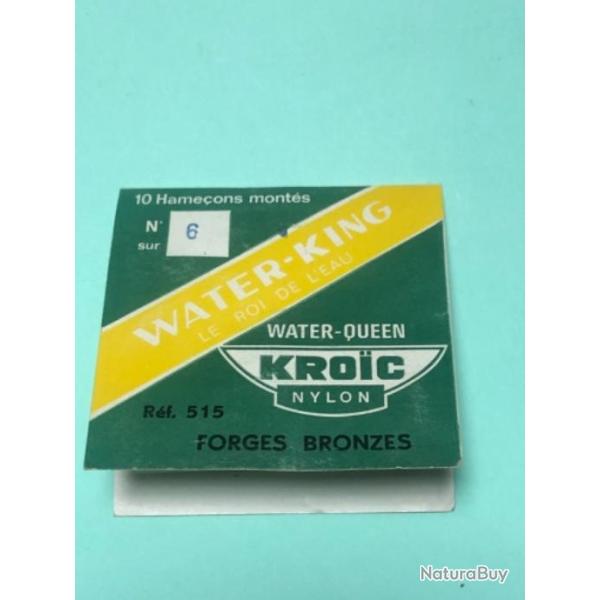 10 Hameçons montés
N° 6
sur
WATER-KING
LE ROI DE L'EAU
WATER-QUEEN
KROÏC
NYLON
Réf. 515
FORGES BRONZES
NaturaBuy